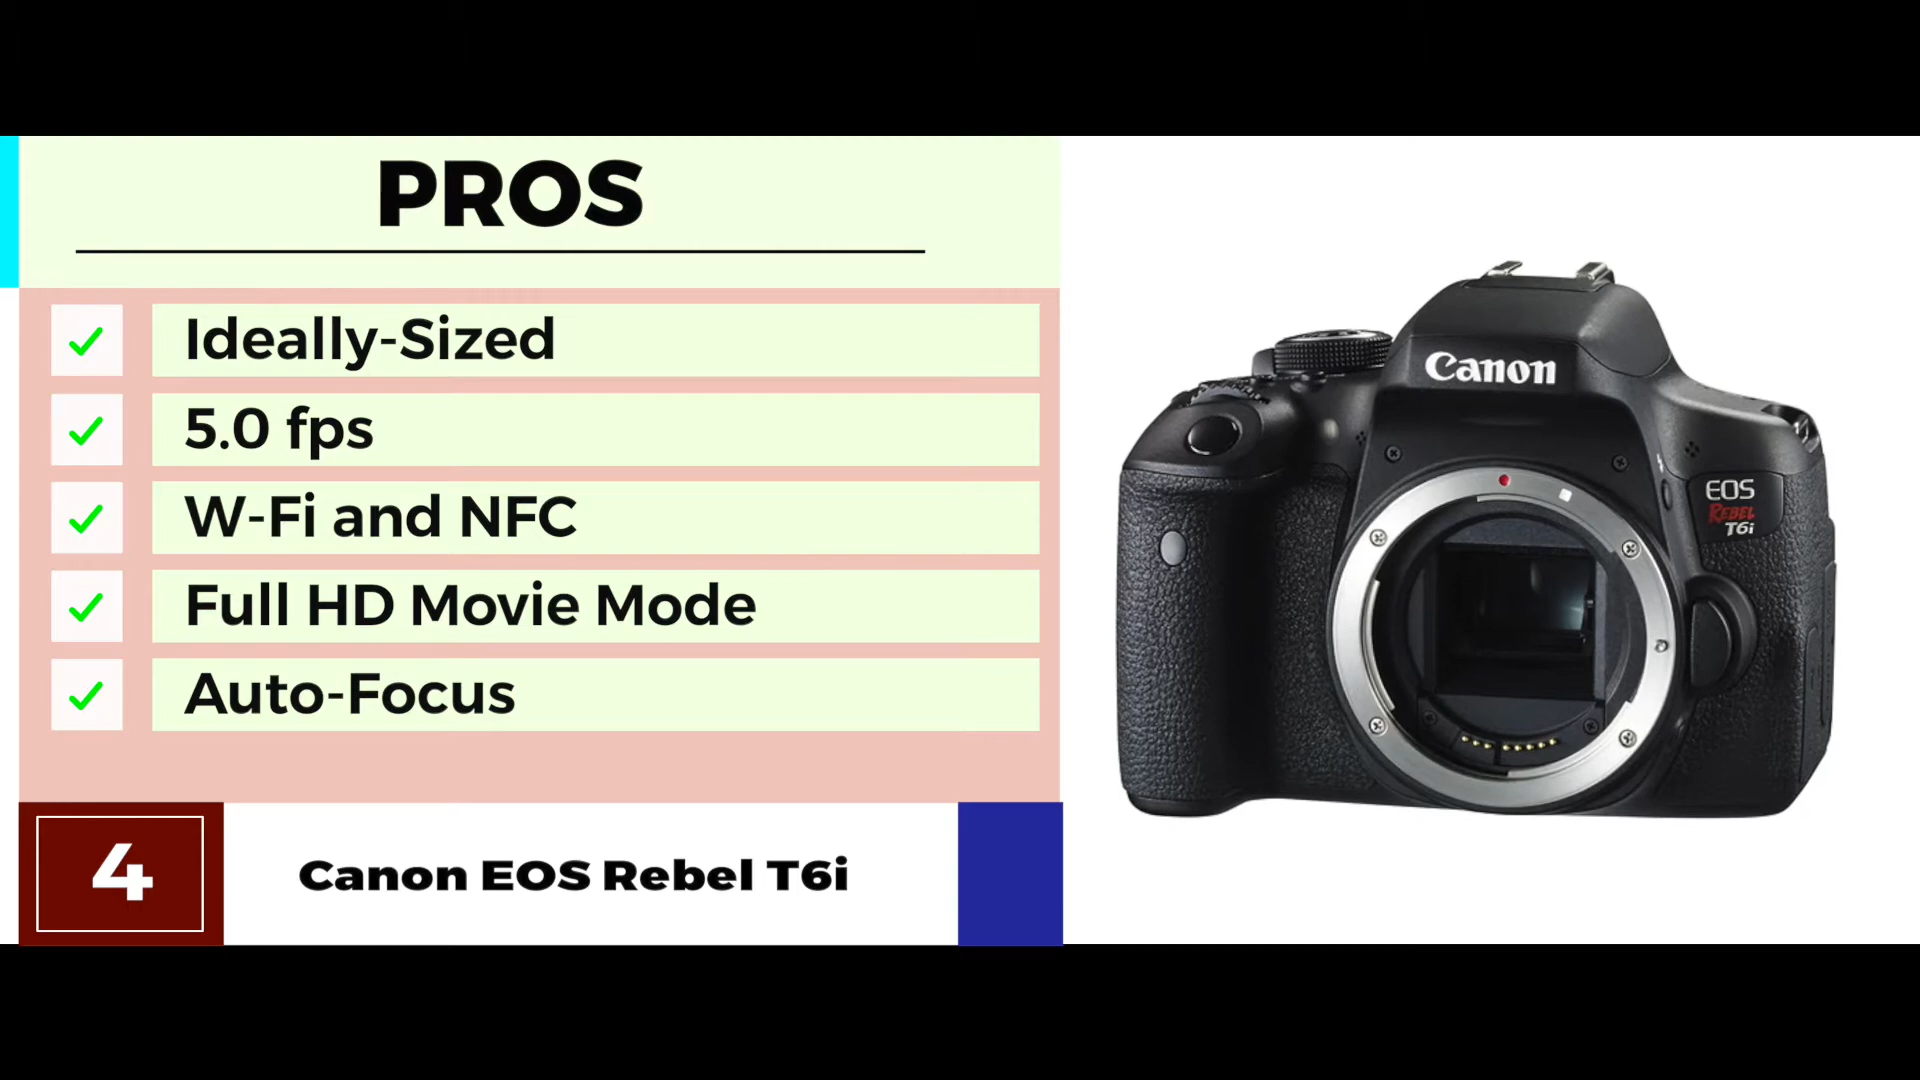 PROS
Ideally-Sized
5.0 fps
W-Fi and NFC
Full HD Movie Mode
Auto-Focus
4
Canon EOS Rebel T6i
Canon
EOS
REBEL
T6i